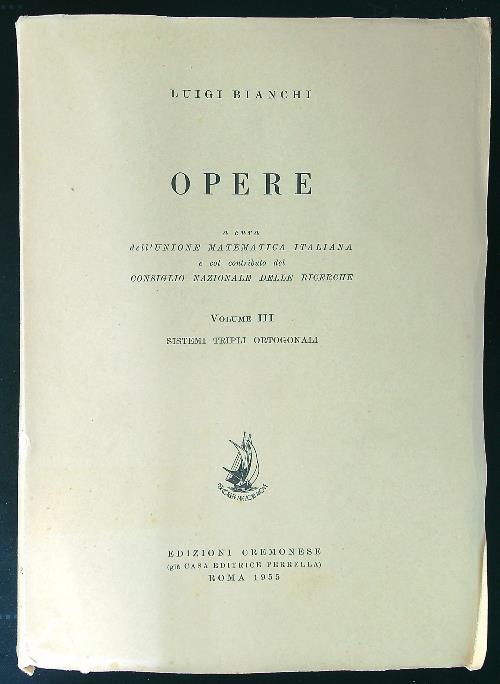 LUIGI BIANCHI
OPERE
a cura
dell'UNIONE MATEMATICA ITALIANA
e col contributo del
CONSIGLIO NAZIONALE DELLE RICERCHE
VOLUME III
SISTEMI TRIPLI ORTOGONALI
EDIZIONI CREMONESE
(già CASA EDITRICE PERRELLA)
ROMA 1955